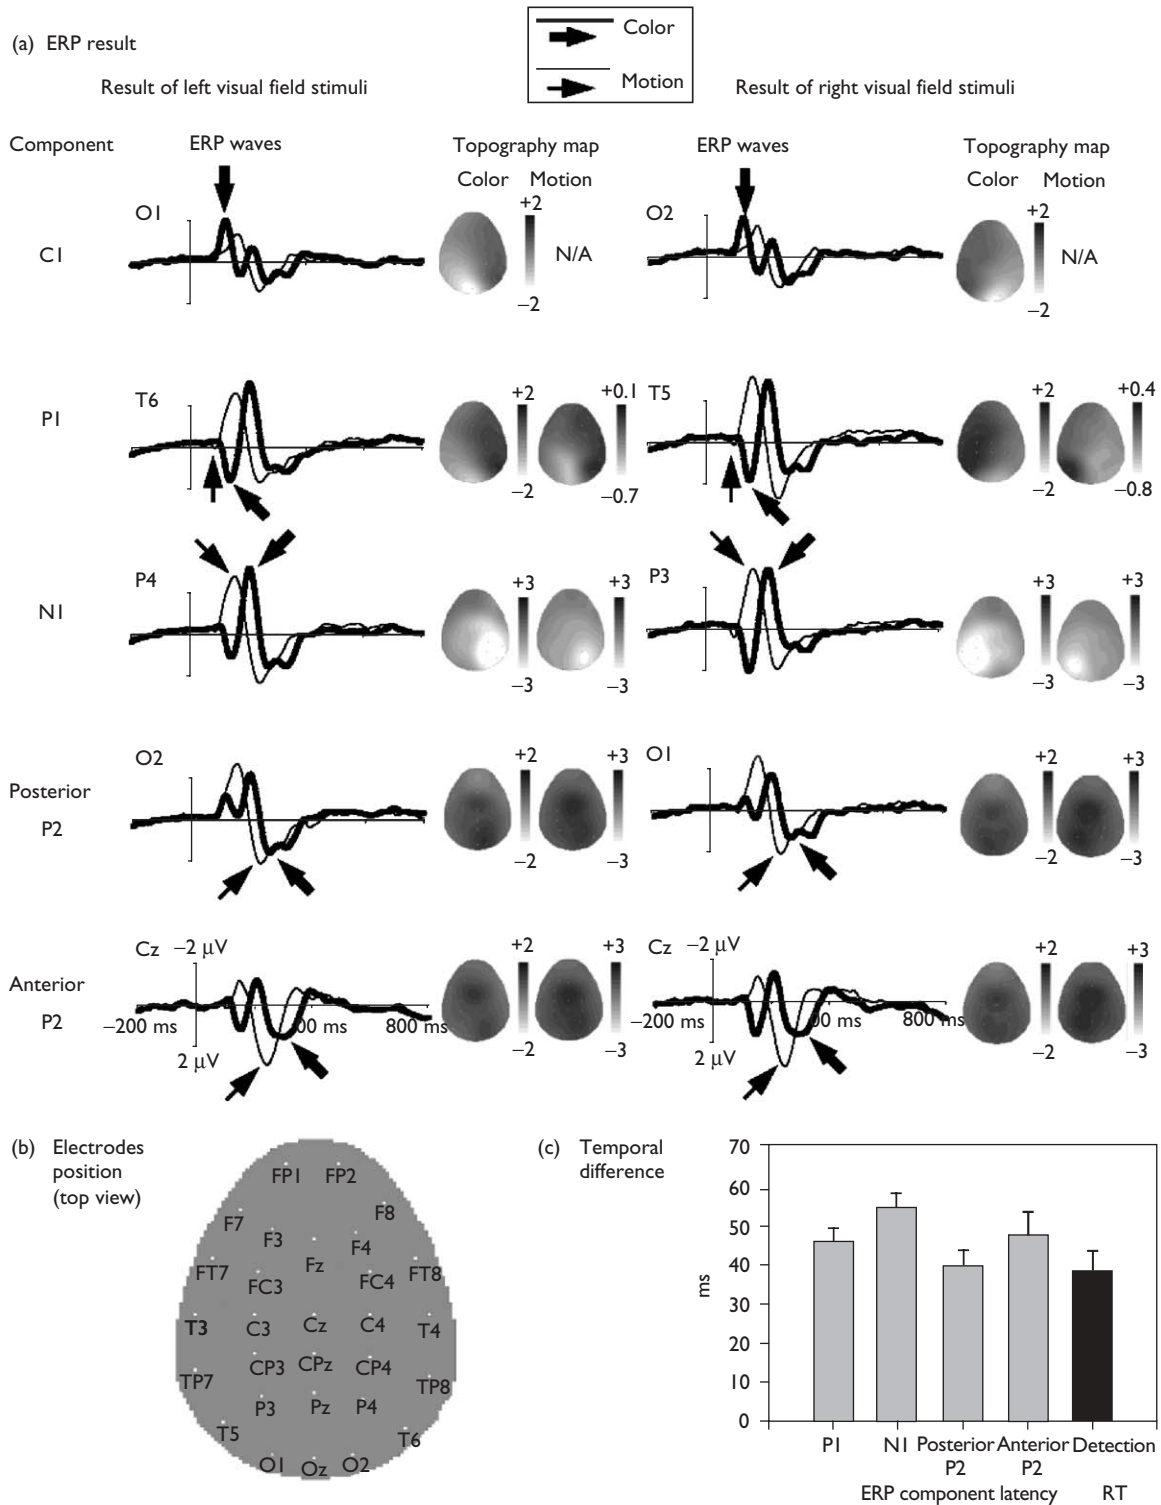 Color
(a) ERP result
Motion
Result of left visual field stimuli
Result of right visual field stimuli
Component
ERP waves
Topography map
Color Motion
ERP waves
Topography map
Color Motion
C1
O1
+2
N/A
−2
O2
+2
N/A
−2
P1
T6
+2
−2
+0.1
−0.7
T5
+2
−2
+0.4
−0.8
N1
P4
+3
−3
+3
−3
P3
+3
−3
+3
−3
Posterior
P2
O2
+2
−2
+3
−3
O1
+2
−2
+3
−3
Anterior
P2
Cz −2 µV
−200 ms
00 ms
800 ms
2 µV
+2
−2
+3
−3
Cz −2 µV
−200 ms
00 ms
800 ms
2 µV
+2
−2
+3
−3
(b) Electrodes
position
(top view)
FP1 FP2
F7 F3 Fz F4 F8
FT7 FC3 FC4 FT8
T3 C3 Cz C4 T4
TP7 CP3 CPz CP4 TP8
T5 P3 Pz P4 T6
O1 Oz O2
(c) Temporal
difference
70
60
50
40
30
20
10
0
ms
P1 N1 Posterior P2 Anterior P2 Detection
ERP component latency RT